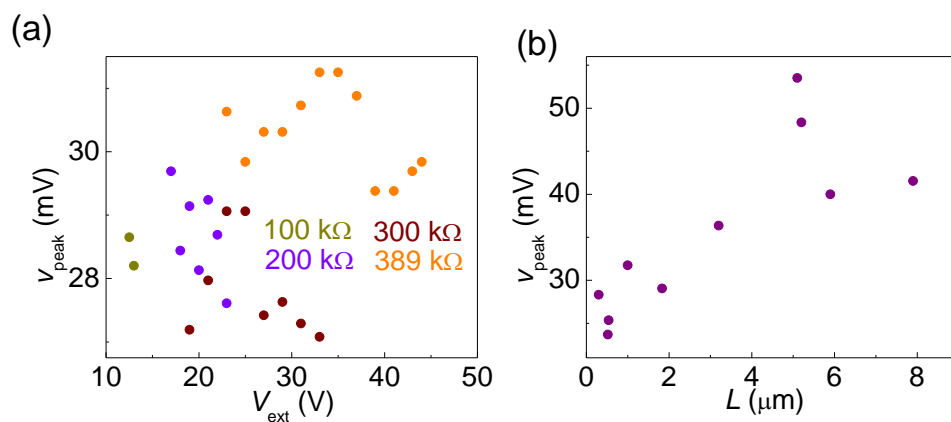 (a)
v_peak (mV)
30
28
100 kΩ 300 kΩ
200 kΩ 389 kΩ
10 20 30 40 50
V_ext (V)
(b)
v_peak (mV)
50
40
30
0 2 4 6 8
L (μm)